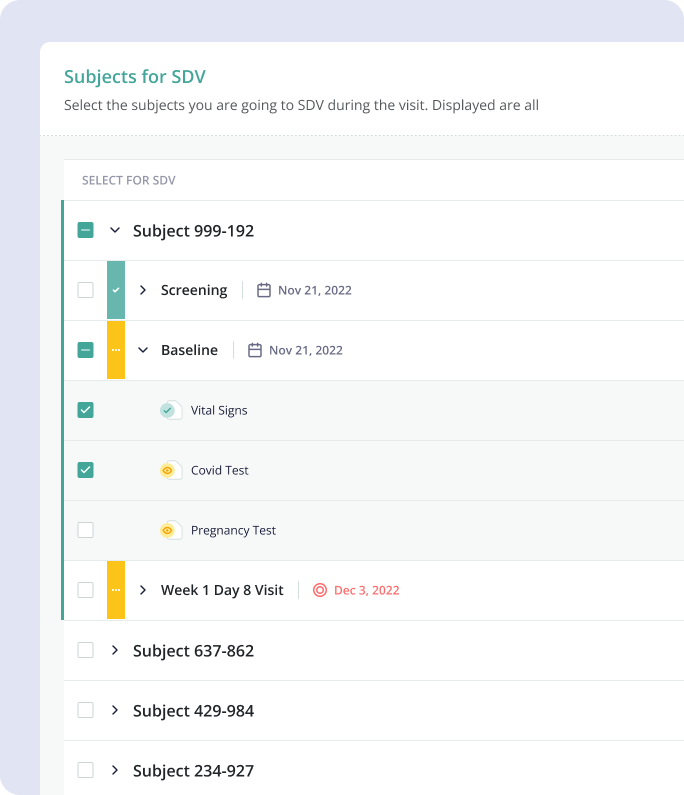 Subjects for SDV
Select the subjects you are going to SDV during the visit. Displayed are all
SELECT FOR SDV
Subject 999-192
Screening Nov 21, 2022
Baseline Nov 21, 2022
Vital Signs
Covid Test
Pregnancy Test
Week 1 Day 8 Visit Dec 3, 2022
Subject 637-862
Subject 429-984
Subject 234-927